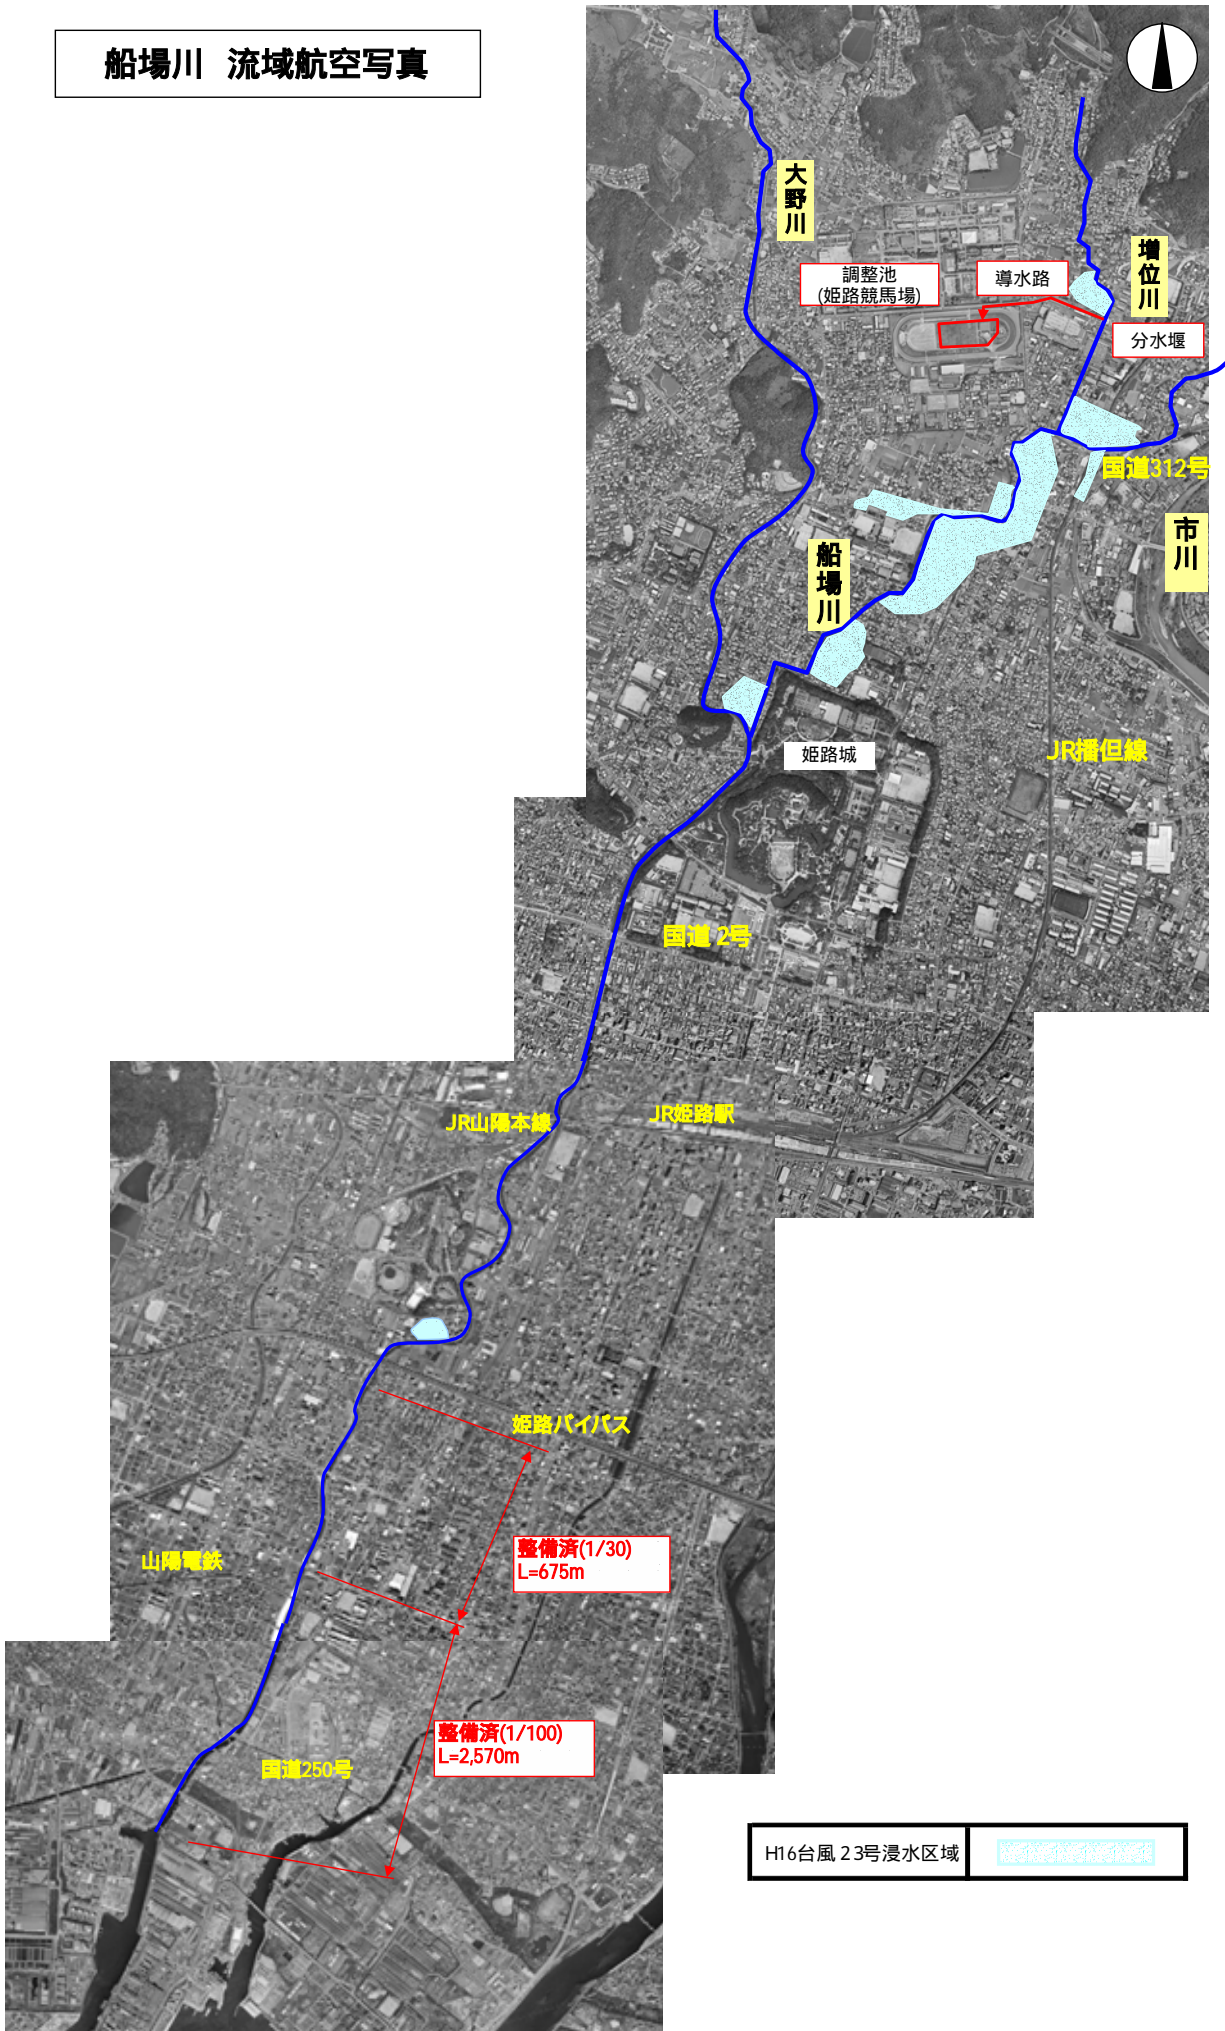 船場川 流域航空写真
大野川
増位川
調整池
(姫路競馬場)
導水路
分水堰
国道312号
市川
船場川
姫路城
JR播但線
国道 2号
JR山陽本線
JR姫路駅
姫路バイパス
整備済(1/30)
L=675m
山陽電鉄
整備済(1/100)
L=2,570m
国道250号
H16台風 23号浸水区域